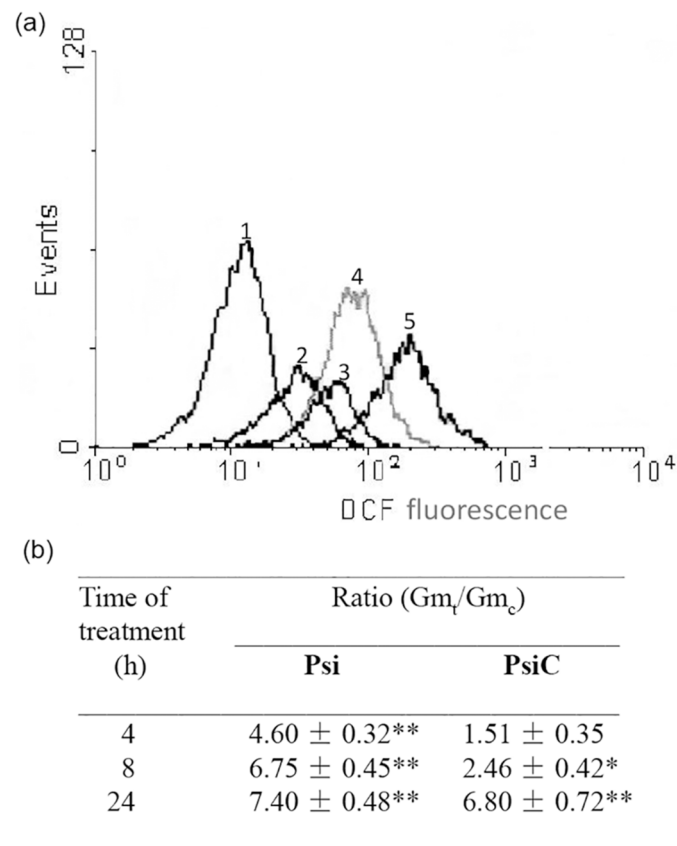 (a)
128
Events
0
1
2
3
4
5
10⁰ 10¹ 10² 10³ 10⁴
DCF fluorescence
(b)
Time of treatment (h)
Ratio (Gmₜ/Gm꜀)
Psi PsiC
4 4.60 ± 0.32** 1.51 ± 0.35
8 6.75 ± 0.45** 2.46 ± 0.42*
24 7.40 ± 0.48** 6.80 ± 0.72**